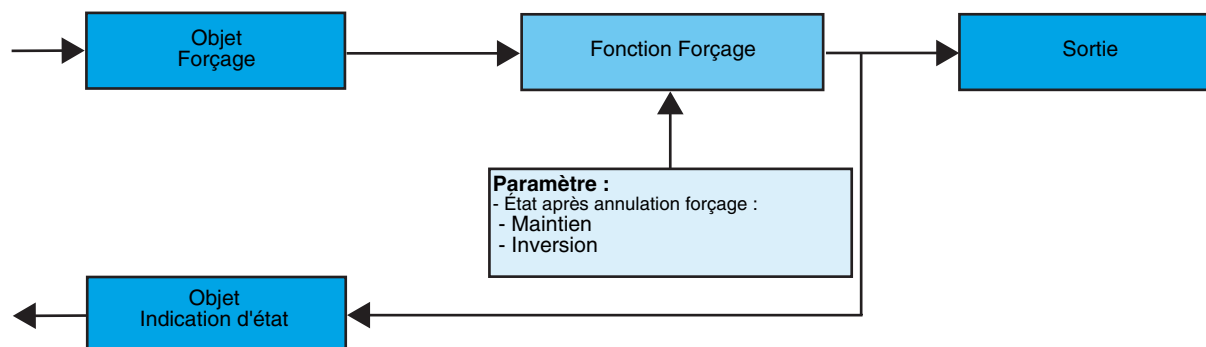 Objet
Forçage
Fonction Forçage
Sortie
Paramètre :
- État après annulation forçage :
- Maintien
- Inversion
Objet
Indication d'état